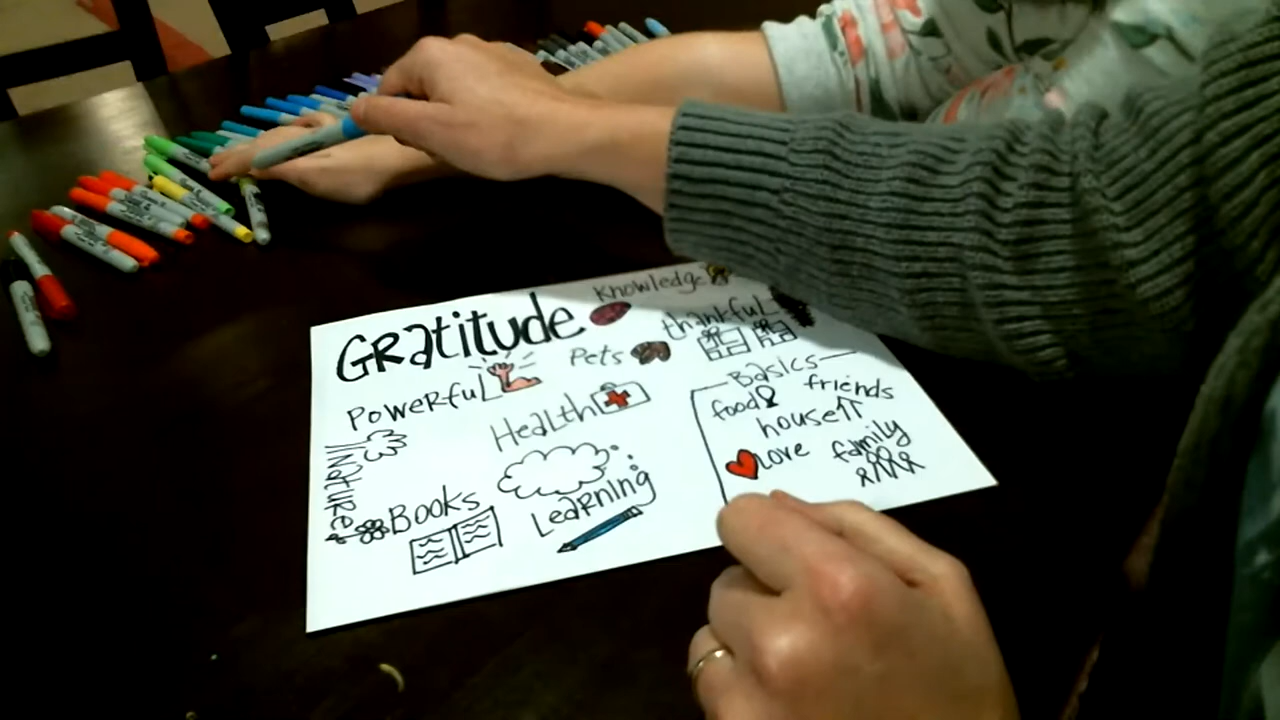 Gratitude
Knowledge
thankful
Pets
Powerful
Health
Basics
food
friends
house
Love
family
Nature
Books
Learning